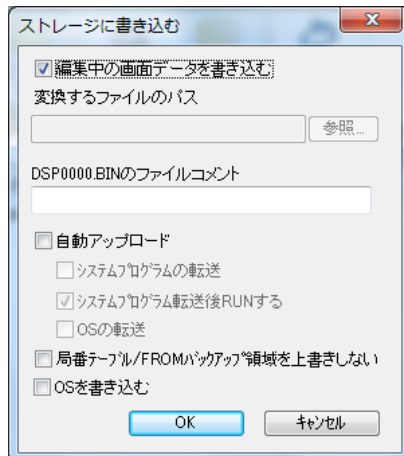 ストレージに書き込む
編集中の画面データを書き込む
変換するファイルのパス
参照...
DSP0000.BINのファイルコメント
自動アップロード
ｼｽﾃﾑﾌﾟﾛｸﾞﾗﾑの転送
ｼｽﾃﾑﾌﾟﾛｸﾞﾗﾑ転送後RUNする
OSの転送
局番ﾃｰﾌﾞﾙ/FROMﾊﾞｯｸｱｯﾌﾟ領域を上書きしない
OSを書き込む
OK
ｷｬﾝｾﾙ